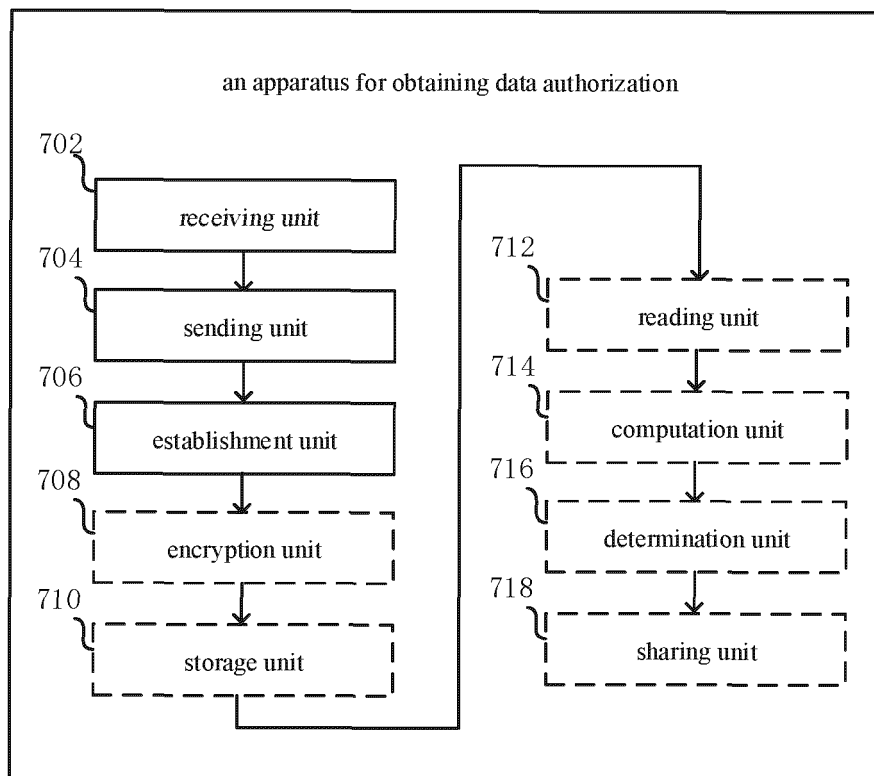 an apparatus for obtaining data authorization
702
receiving unit
704
sending unit
706
establishment unit
708
encryption unit
710
storage unit
712
reading unit
714
computation unit
716
determination unit
718
sharing unit